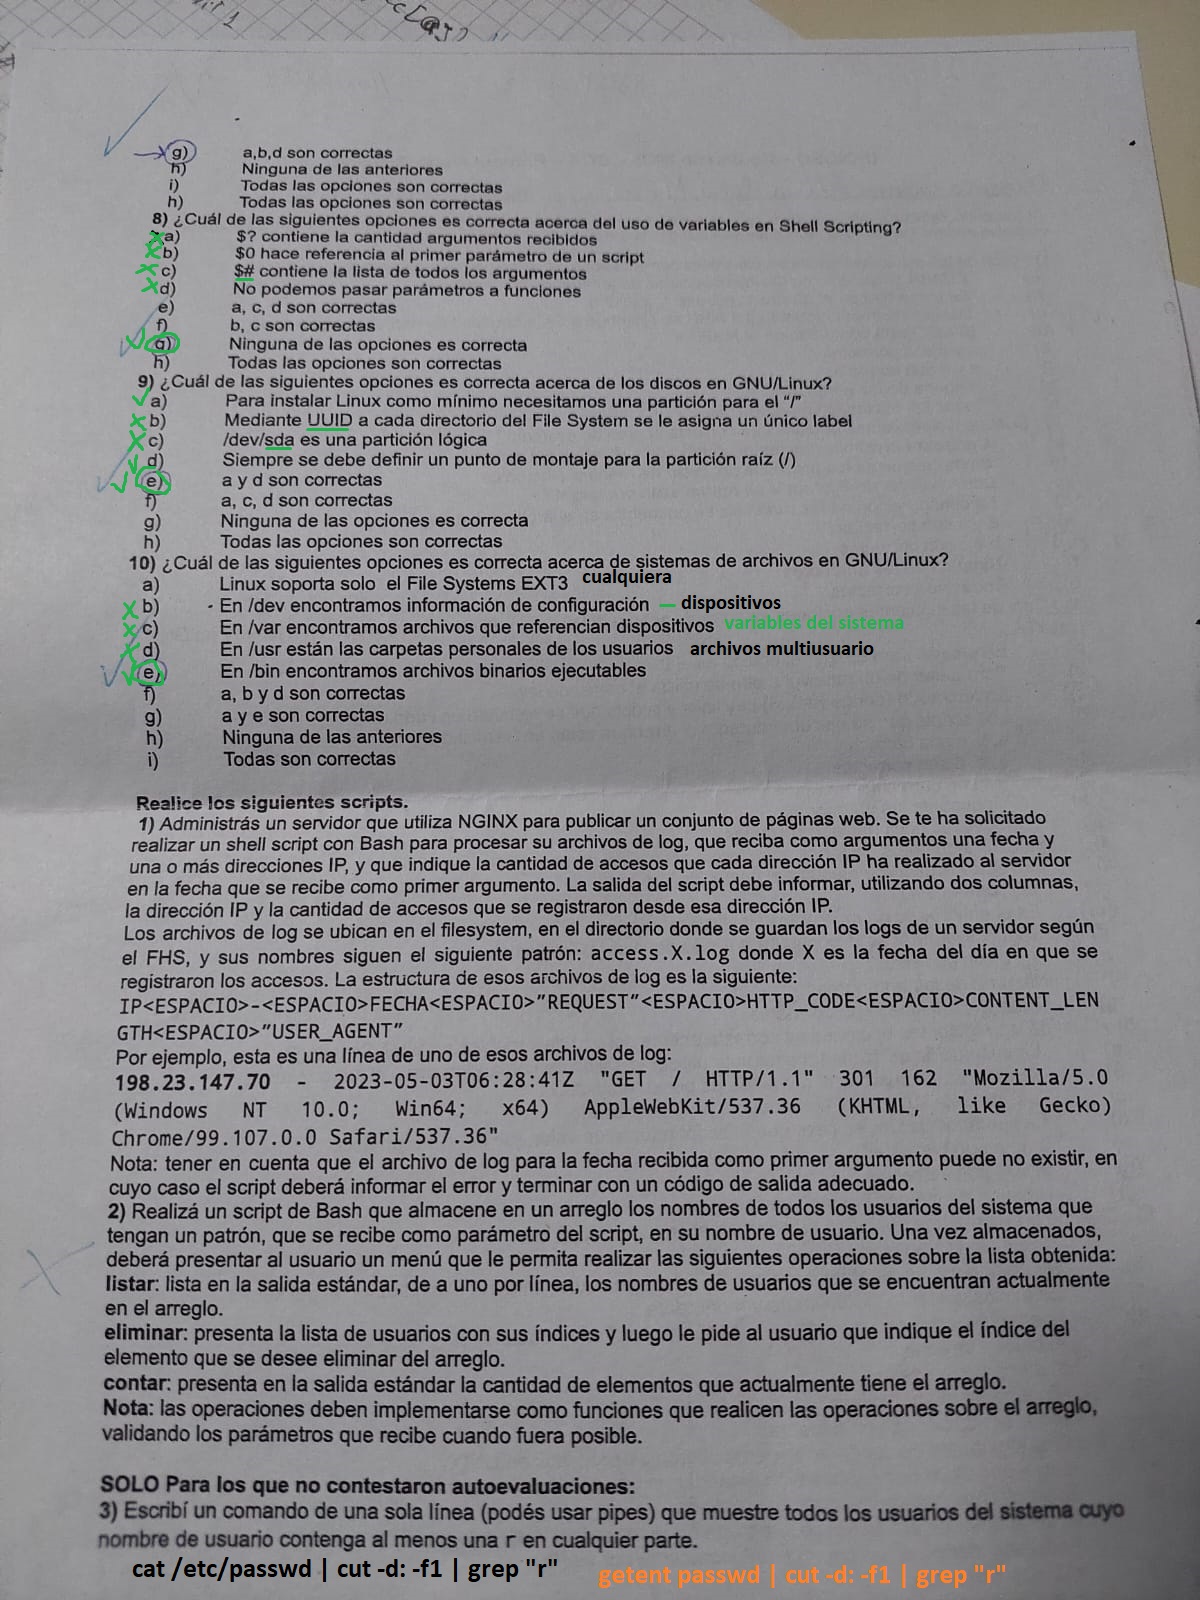 g) a,b,d son correctas
h) Ninguna de las anteriores
i) Todas las opciones son correctas
h) Todas las opciones son correctas
8) ¿Cuál de las siguientes opciones es correcta acerca del uso de variables en Shell Scripting?
a) $? contiene la cantidad argumentos recibidos
b) $0 hace referencia al primer parámetro de un script
c) $# contiene la lista de todos los argumentos
d) No podemos pasar parámetros a funciones
e) a, c, d son correctas
f) b, c son correctas
g) Ninguna de las opciones es correcta
h) Todas las opciones son correctas
9) ¿Cuál de las siguientes opciones es correcta acerca de los discos en GNU/Linux?
a) Para instalar Linux como mínimo necesitamos una partición para el “/”
b) Mediante UUID a cada directorio del File System se le asigna un único label
c) /dev/sda es una partición lógica
d) Siempre se debe definir un punto de montaje para la partición raíz (/)
e) a y d son correctas
f) a, c, d son correctas
g) Ninguna de las opciones es correcta
h) Todas las opciones son correctas
10) ¿Cuál de las siguientes opciones es correcta acerca de sistemas de archivos en GNU/Linux?
a) Linux soporta solo el File Systems EXT3 cualquiera
b) En /dev encontramos información de configuración — dispositivos
c) En /var encontramos archivos que referencian dispositivos variables del sistema
d) En /usr están las carpetas personales de los usuarios archivos multiusuario
e) En /bin encontramos archivos binarios ejecutables
f) a, b y d son correctas
g) a y e son correctas
h) Ninguna de las anteriores
i) Todas son correctas
Realice los siguientes scripts.
1) Administrás un servidor que utiliza NGINX para publicar un conjunto de páginas web. Se te ha solicitado
realizar un shell script con Bash para procesar su archivos de log, que reciba como argumentos una fecha y
una o más direcciones IP, y que indique la cantidad de accesos que cada dirección IP ha realizado al servidor
en la fecha que se recibe como primer argumento. La salida del script debe informar, utilizando dos columnas,
la dirección IP y la cantidad de accesos que se registraron desde esa dirección IP.
Los archivos de log se ubican en el filesystem, en el directorio donde se guardan los logs de un servidor según
el FHS, y sus nombres siguen el siguiente patrón: access.X.log donde X es la fecha del día en que se
registraron los accesos. La estructura de esos archivos de log es la siguiente:
IP<ESPACIO>-<ESPACIO>FECHA<ESPACIO>”REQUEST”<ESPACIO>HTTP_CODE<ESPACIO>CONTENT_LEN
GTH<ESPACIO>”USER_AGENT”
Por ejemplo, esta es una línea de uno de esos archivos de log:
198.23.147.70 - 2023-05-03T06:28:41Z "GET / HTTP/1.1" 301 162 "Mozilla/5.0
(Windows NT 10.0; Win64; x64) AppleWebKit/537.36 (KHTML, like Gecko)
Chrome/99.107.0.0 Safari/537.36"
Nota: tener en cuenta que el archivo de log para la fecha recibida como primer argumento puede no existir, en
cuyo caso el script deberá informar el error y terminar con un código de salida adecuado.
2) Realizá un script de Bash que almacene en un arreglo los nombres de todos los usuarios del sistema que
tengan un patrón, que se recibe como parámetro del script, en su nombre de usuario. Una vez almacenados,
deberá presentar al usuario un menú que le permita realizar las siguientes operaciones sobre la lista obtenida:
listar: lista en la salida estándar, de a uno por línea, los nombres de usuarios que se encuentran actualmente
en el arreglo.
eliminar: presenta la lista de usuarios con sus índices y luego le pide al usuario que indique el índice del
elemento que se desee eliminar del arreglo.
contar: presenta en la salida estándar la cantidad de elementos que actualmente tiene el arreglo.
Nota: las operaciones deben implementarse como funciones que realicen las operaciones sobre el arreglo,
validando los parámetros que recibe cuando fuera posible.
SOLO Para los que no contestaron autoevaluaciones:
3) Escribí un comando de una sola línea (podés usar pipes) que muestre todos los usuarios del sistema cuyo
nombre de usuario contenga al menos una r en cualquier parte.
cat /etc/passwd | cut -d: -f1 | grep "r" getent passwd | cut -d: -f1 | grep "r"